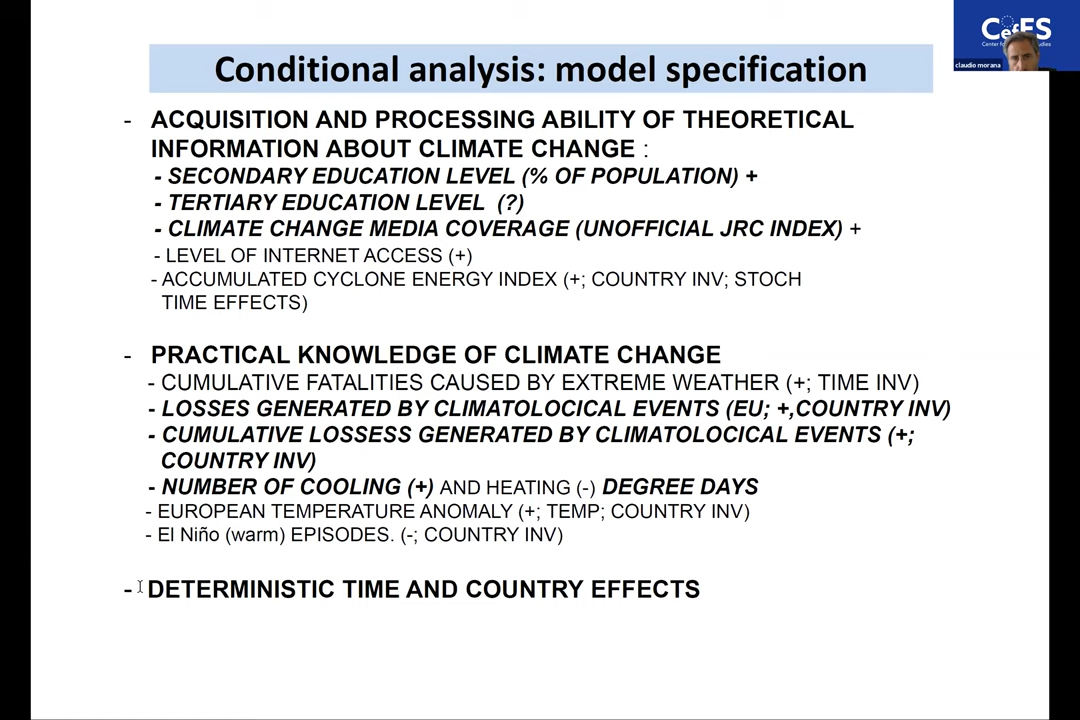 CefES
Center for
claudio morana
Conditional analysis: model specification
- ACQUISITION AND PROCESSING ABILITY OF THEORETICAL
INFORMATION ABOUT CLIMATE CHANGE :
- SECONDARY EDUCATION LEVEL (% OF POPULATION) +
- TERTIARY EDUCATION LEVEL (?)
- CLIMATE CHANGE MEDIA COVERAGE (UNOFFICIAL JRC INDEX) +
- LEVEL OF INTERNET ACCESS (+)
- ACCUMULATED CYCLONE ENERGY INDEX (+; COUNTRY INV; STOCH
TIME EFFECTS)
- PRACTICAL KNOWLEDGE OF CLIMATE CHANGE
- CUMULATIVE FATALITIES CAUSED BY EXTREME WEATHER (+; TIME INV)
- LOSSES GENERATED BY CLIMATOLOCICAL EVENTS (EU; +,COUNTRY INV)
- CUMULATIVE LOSSESS GENERATED BY CLIMATOLOCICAL EVENTS (+;
COUNTRY INV)
- NUMBER OF COOLING (+) AND HEATING (-) DEGREE DAYS
- EUROPEAN TEMPERATURE ANOMALY (+; TEMP; COUNTRY INV)
- El Niño (warm) EPISODES. (-; COUNTRY INV)
- DETERMINISTIC TIME AND COUNTRY EFFECTS